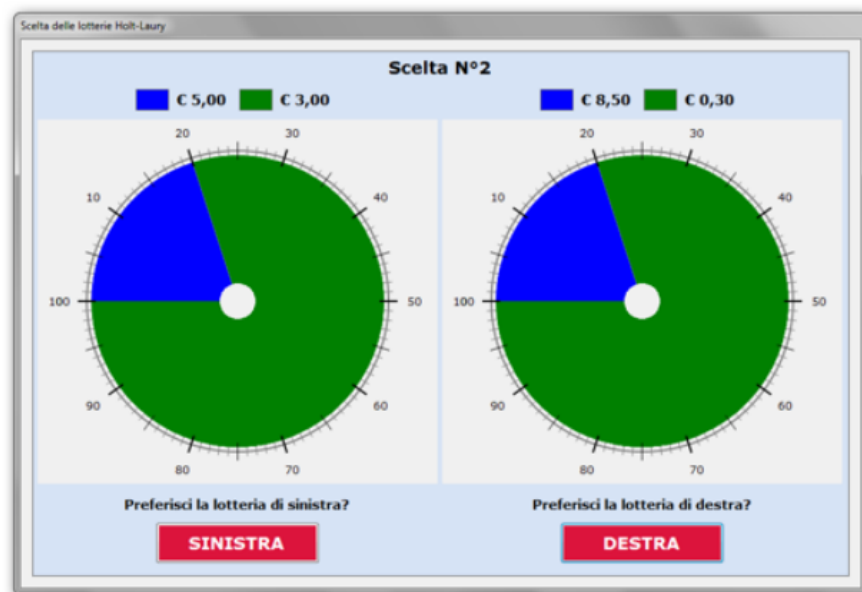 Scelta delle lotterie Holt-Laury
Scelta N°2
€ 5,00 € 3,00
€ 8,50 € 0,30
20 30
10 40
100 50
90 60
80 70
20 30
10 40
100 50
90 60
80 70
Preferisci la lotteria di sinistra?
Preferisci la lotteria di destra?
SINISTRA
DESTRA